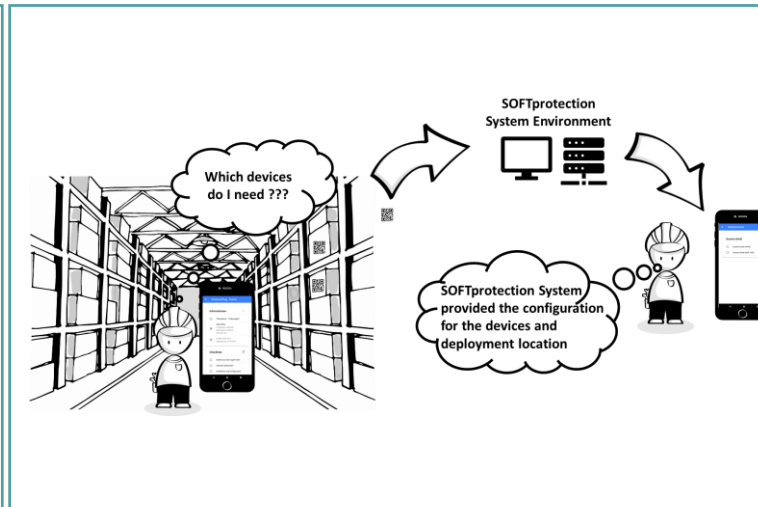 Which devices
do I need ???
SOFTprotection
System Environment
SOFTprotection System
provided the configuration
for the devices and
deployment location